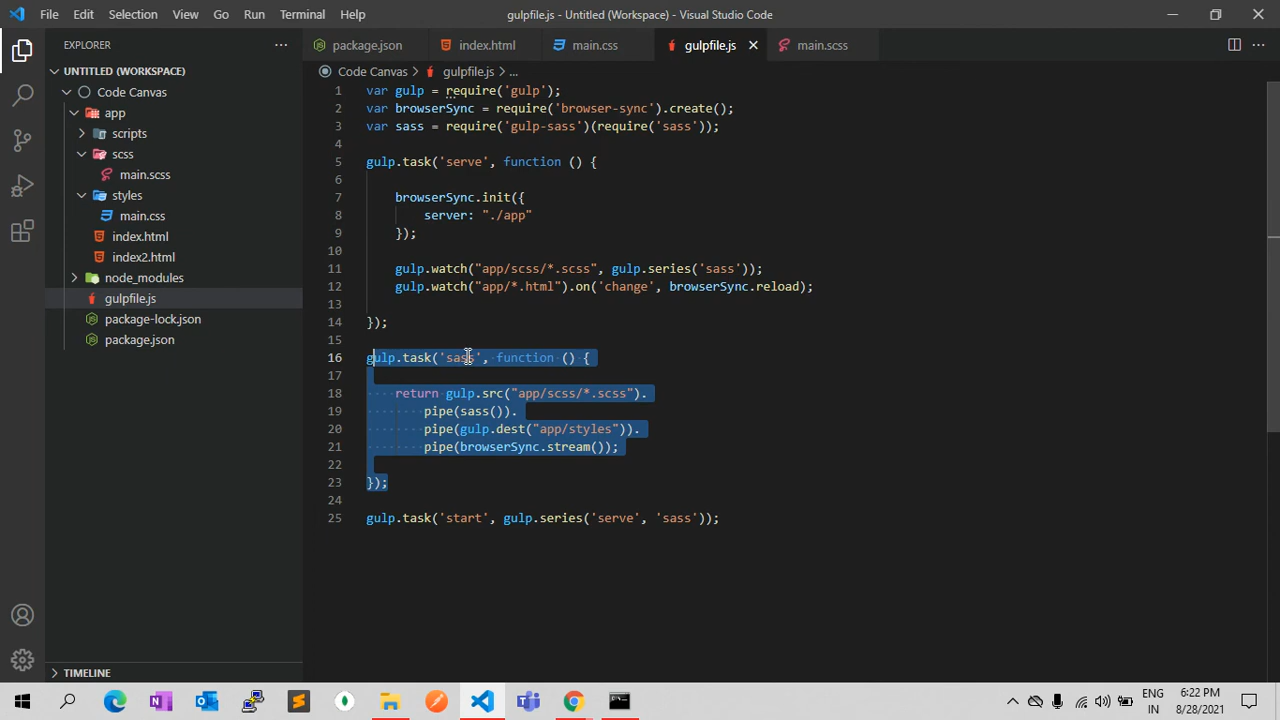 File Edit Selection View Go Run Terminal Help
gulpfile.js - Untitled (Workspace) - Visual Studio Code
EXPLORER
UNTITLED (WORKSPACE)
Code Canvas
app
scripts
scss
main.scss
styles
main.css
index.html
index2.html
node_modules
gulpfile.js
package-lock.json
package.json
TIMELINE
package.json index.html main.css gulpfile.js main.scss
Code Canvas > gulpfile.js > ...
1 var gulp = require('gulp');
2 var browserSync = require('browser-sync').create();
3 var sass = require('gulp-sass')(require('sass'));
4
5 gulp.task('serve', function () {
6
7 browserSync.init({
8 server: "./app"
9 });
10
11 gulp.watch("app/scss/*.scss", gulp.series('sass'));
12 gulp.watch("app/*.html").on('change', browserSync.reload);
13
14 });
15
16 gulp.task('sass', function () {
17
18 return gulp.src("app/scss/*.scss").
19 pipe(sass()).
20 pipe(gulp.dest("app/styles")).
21 pipe(browserSync.stream());
22
23 });
24
25 gulp.task('start', gulp.series('serve', 'sass'));
ENG
IN
6:22 PM
8/28/2021